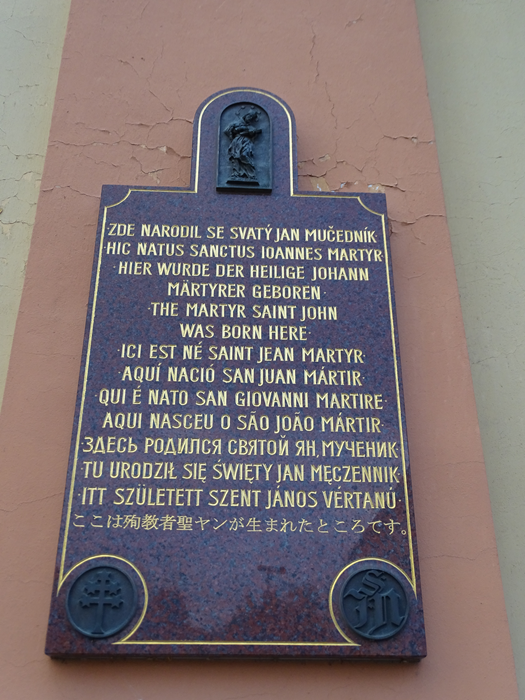 ZDE NARODIL SE SVATÝ JAN MUČEDNÍK
·HIC NATUS SANCTUS IOANNES MARTYR·
·HIER WURDE DER HEILIGE JOHANN
MÄRTYRER GEBOREN·
·THE MARTYR SAINT JOHN
WAS BORN HERE·
·ICI EST NÉ SAINT JEAN MARTYR·
·AQUÍ NACIÓ SAN JUAN MÁRTIR·
·QUI É NATO SAN GIOVANNI MARTIRE·
·AQUI NASCEU O SÃO JOÃO MÁRTIR·
·ЗДЕСЬ РОДИЛСЯ СВЯТОЙ ЯН, МУЧЕНИК·
·TU URODZIŁ SIĘ ŚWIĘTY JAN MĘCZENNIK·
·ITT SZÜLETETT SZENT JÁNOS VÉRTANÚ·
ここは殉教者聖ヤンが生まれたところです。